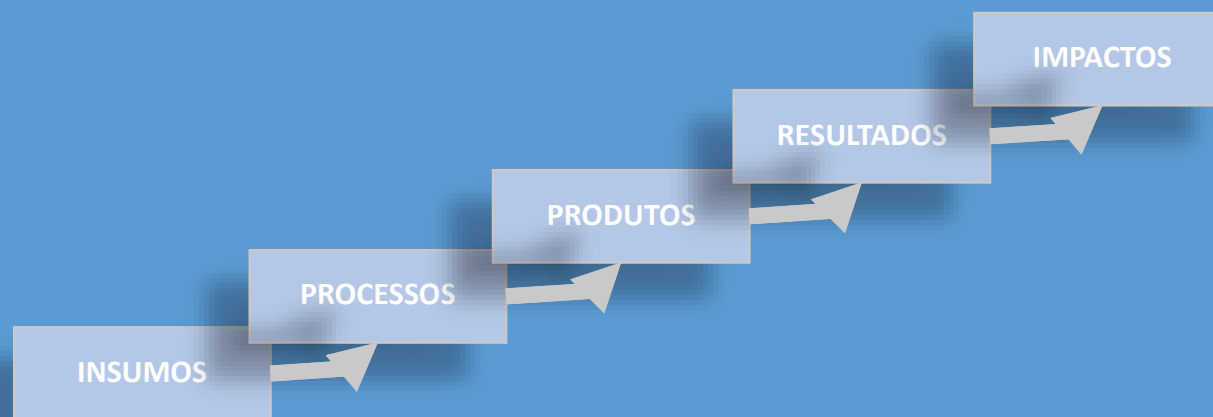 IMPACTOS
RESULTADOS
PRODUTOS
PROCESSOS
INSUMOS